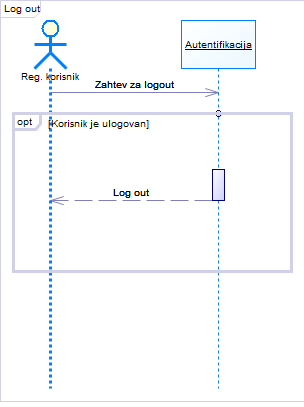 Log out
Reg. korisnik
Autentifikacija
Zahtev za logout
opt
[Korisnik je ulogovan]
Log out